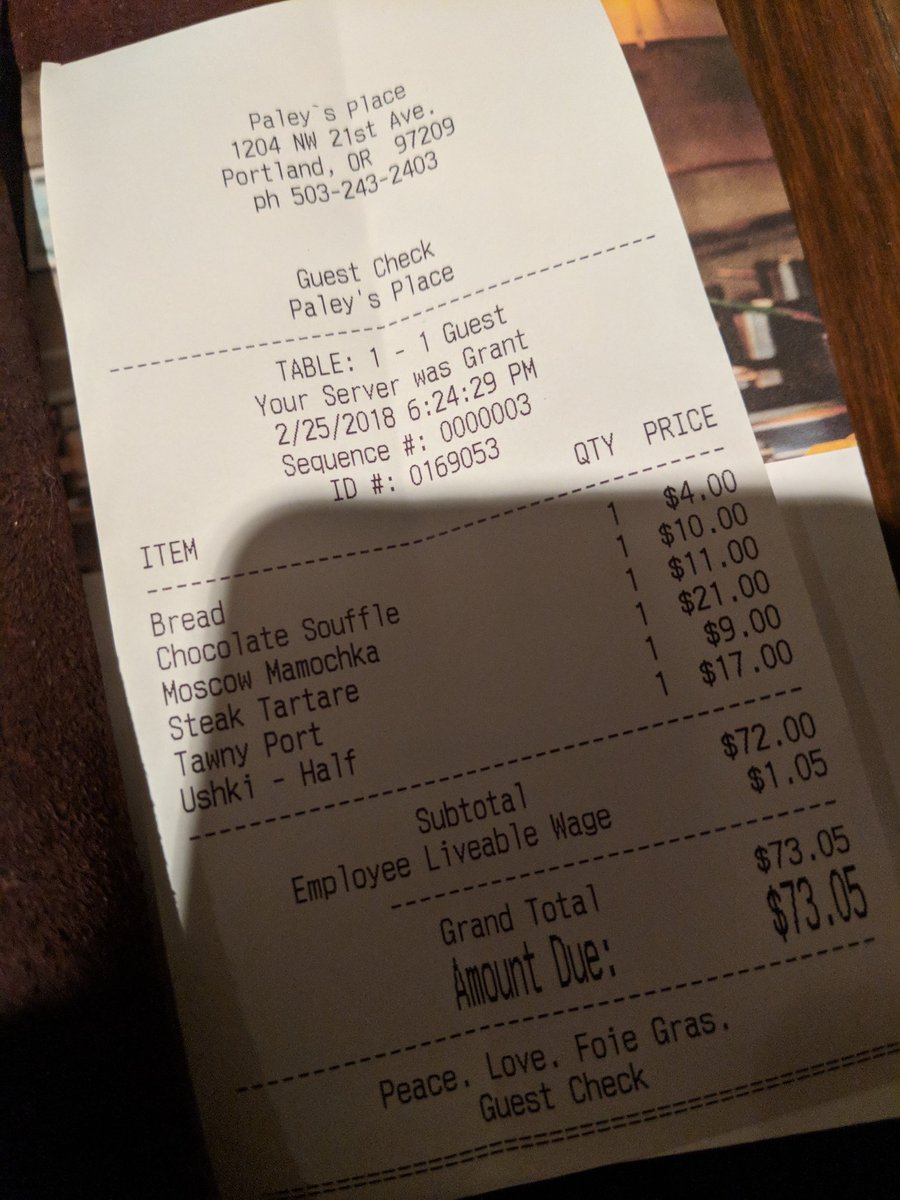 Paley`s Place
1204 NW 21st Ave.
Portland, OR 97209
ph 503-243-2403
Guest Check
Paley's Place
TABLE: 1 - 1 Guest
Your Server was Grant
2/25/2018 6:24:29 PM
Sequence #: 0000003
ID #: 0169053
ITEM QTY PRICE
Bread 1 $4.00
Chocolate Souffle 1 $10.00
Moscow Mamochka 1 $11.00
Steak Tartare 1 $21.00
Tawny Port 1 $9.00
Ushki - Half 1 $17.00
Subtotal $72.00
Employee Liveable Wage $1.05
Grand Total $73.05
Amount Due: $73.05
Peace. Love. Foie Gras.
Guest Check